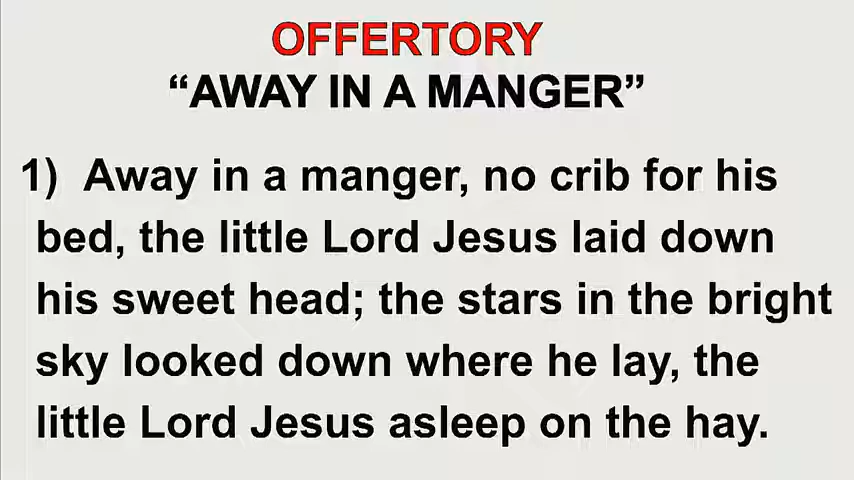 OFFERTORY
“AWAY IN A MANGER”
1) Away in a manger, no crib for his
bed, the little Lord Jesus laid down
his sweet head; the stars in the bright
sky looked down where he lay, the
little Lord Jesus asleep on the hay.